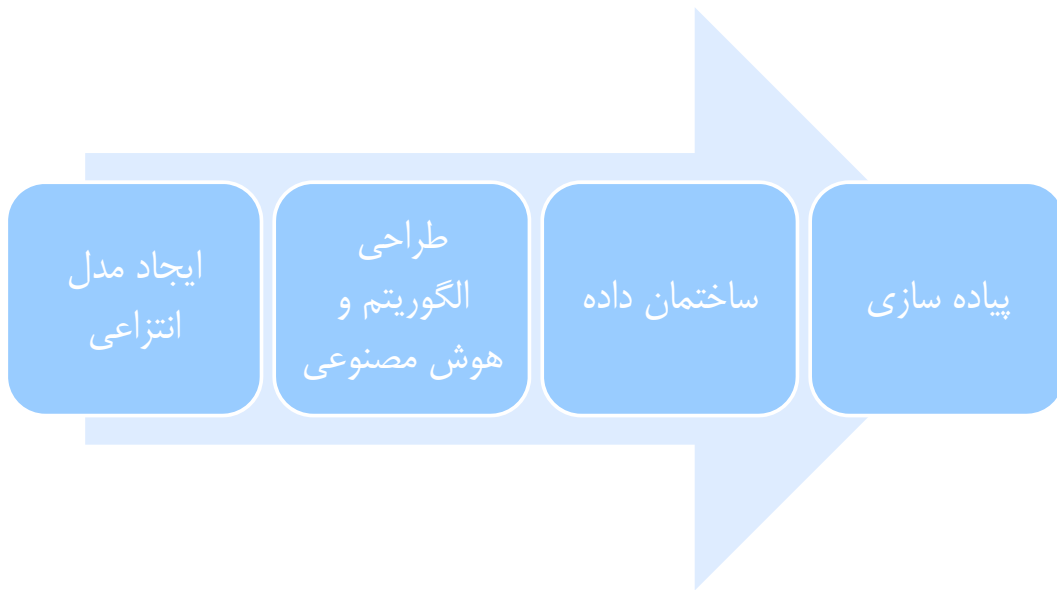 ایجاد مدل
انتزاعی
طراحی
الگوریتم و
هوش مصنوعی
ساختمان داده
پیاده سازی